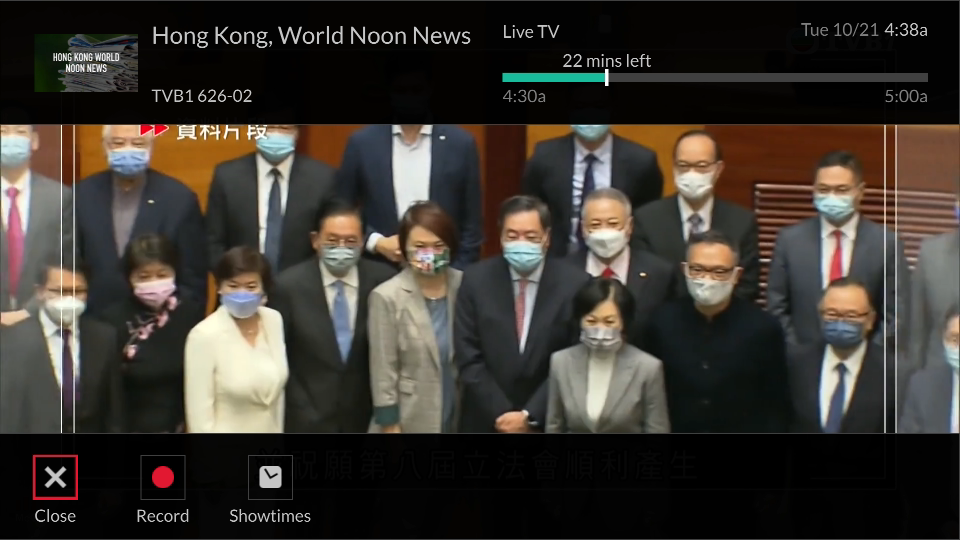 HONG KONG WORLD
NOON NEWS
Hong Kong, World Noon News
TVB1 626-02
Live TV
Tue 10/21 4:38a
22 mins left
4:30a
5:00a
資料片段
祝願第八屆立法會順利產生
Close
Record
Showtimes